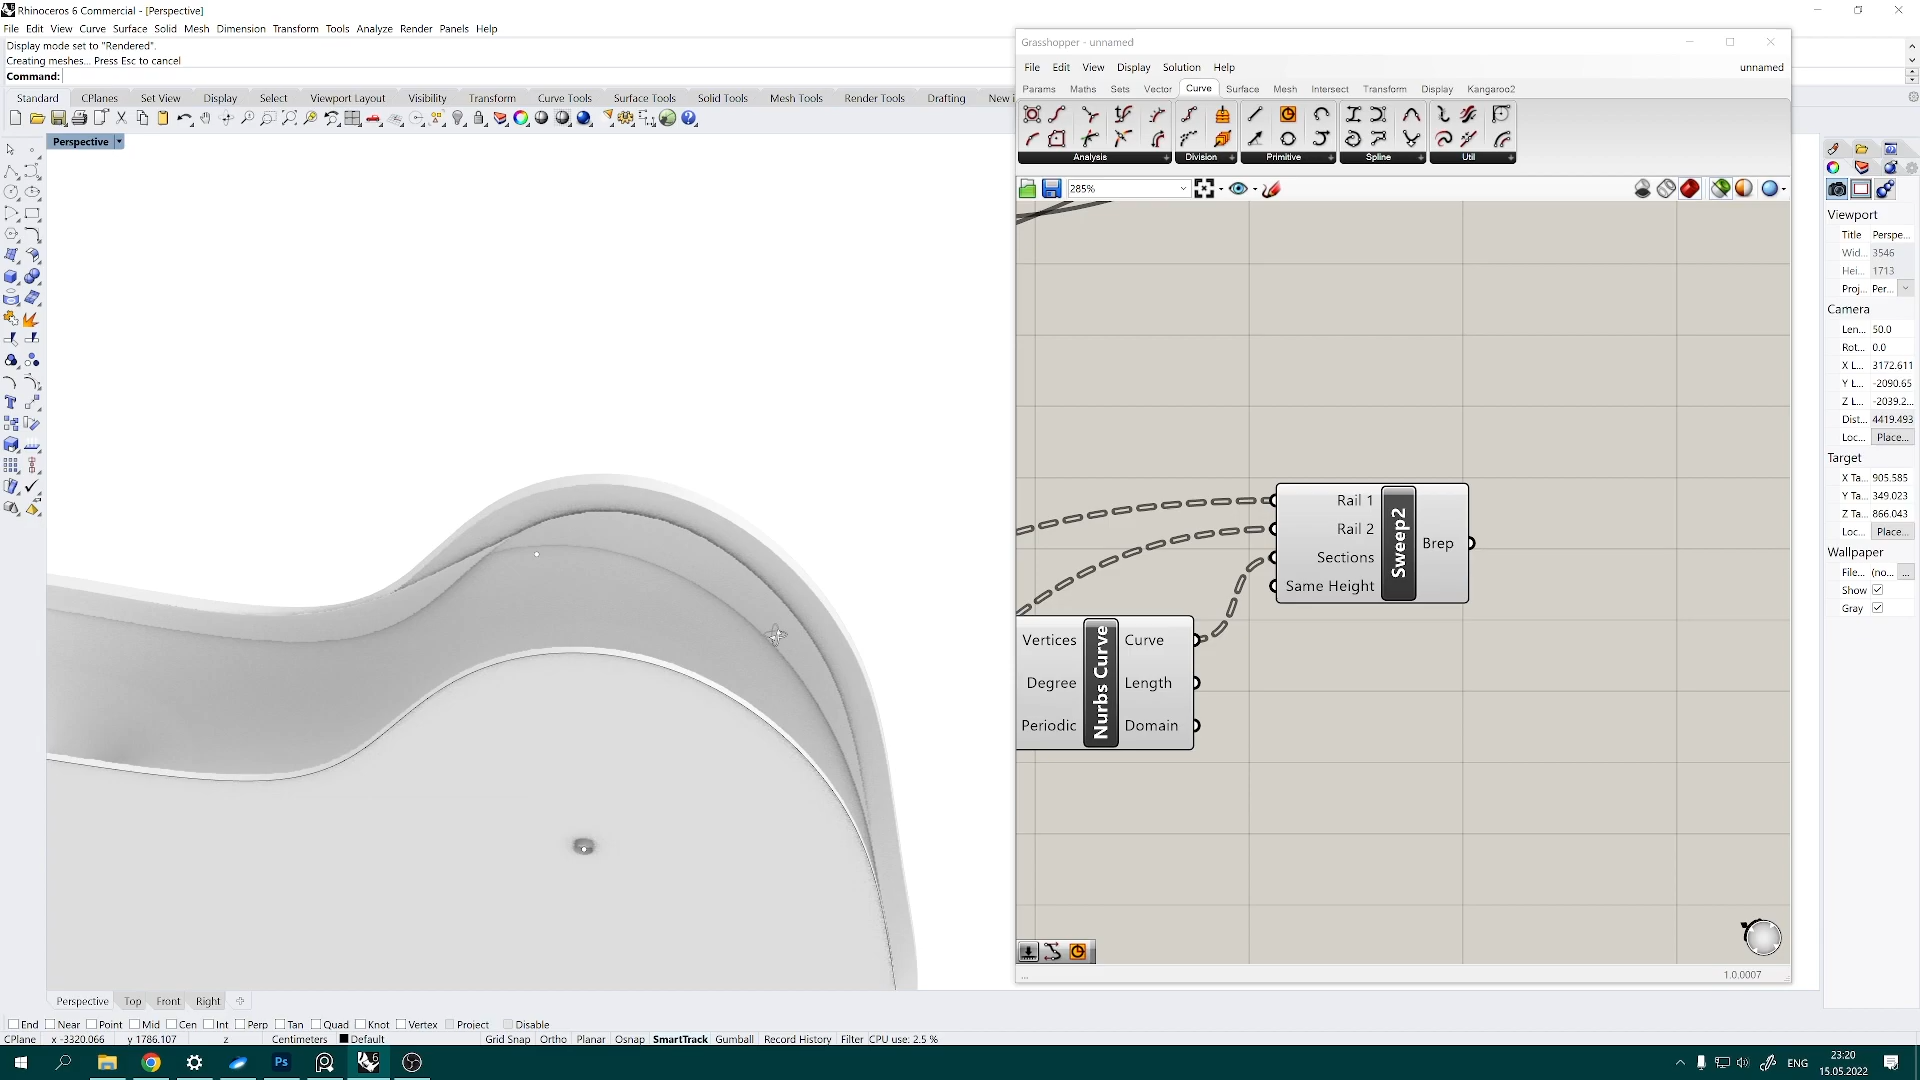 Rhinoceros 6 Commercial - [Perspective]
File Edit View Curve Surface Solid Mesh Dimension Transform Tools Analyze Render Panels Help
Display mode set to "Rendered".
Creating meshes... Press Esc to cancel
Command:
Standard CPlanes Set View Display Select Viewport Layout Visibility Transform Curve Tools Surface Tools Solid Tools Mesh Tools Render Tools Drafting New i
Perspective
Grasshopper - unnamed
File Edit View Display Solution Help unnamed
Params Maths Sets Vector Curve Surface Mesh Intersect Transform Display Kangaroo2
Analysis Division Primitive Spline Util
285%
Rail 1
Rail 2
Sections
Same Height
Sweep2
Brep
Vertices
Degree
Periodic
Nurbs Curve
Curve
Length
Domain
...
1.0.0007
Viewport
Title Perspe...
Wid... 3546
Hei... 1713
Proj... Per...
Camera
Len... 50.0
Rot... 0.0
X L... 3172.611
Y L... -2090.65
Z L... -2039.2...
Dist... 4419.493
Loc... Place...
Target
X Ta... 905.585
Y Ta... 349.023
Z Ta... 866.043
Loc... Place...
Wallpaper
File... (no... ...
Show
Gray
Perspective Top Front Right
End Near Point Mid Cen Int Perp Tan Quad Knot Vertex Project Disable
CPlane x -3320.066 y 1786.107 z Centimeters Default Grid Snap Ortho Planar Osnap SmartTrack Gumball Record History Filter CPU use: 2.5 %
Ps
6
ENG
23:20
15.05.2022